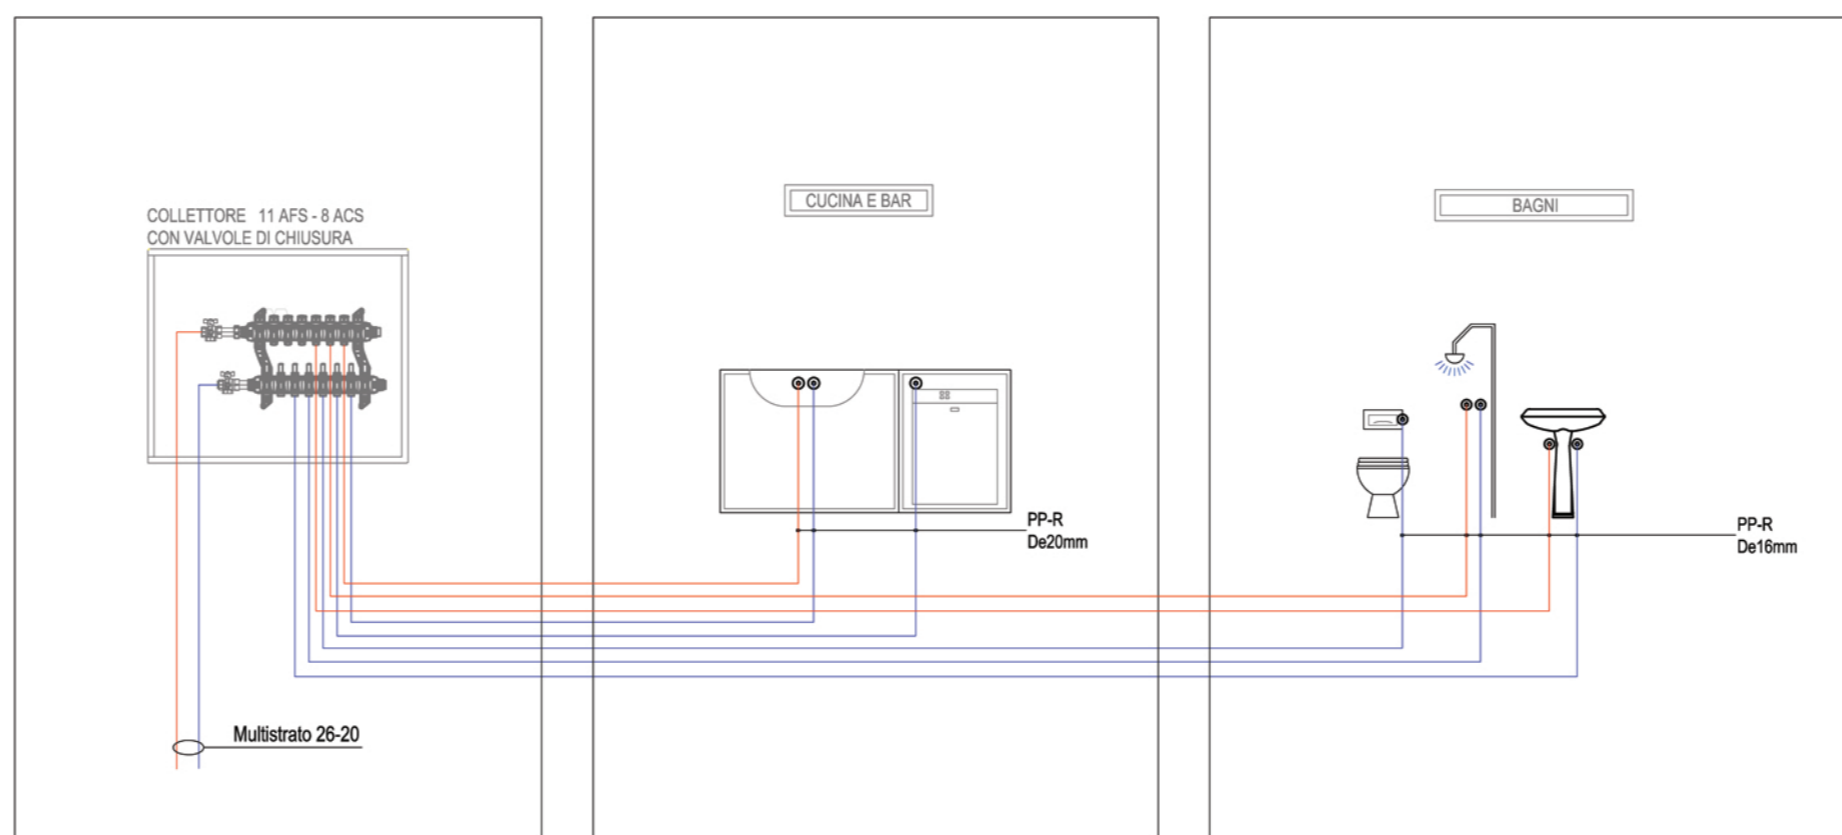 COLLETTORE 11 AFS - 8 ACS
CON VALVOLE DI CHIUSURA
Multistrato 26-20
CUCINA E BAR
PP-R
De20mm
BAGNI
PP-R
De16mm